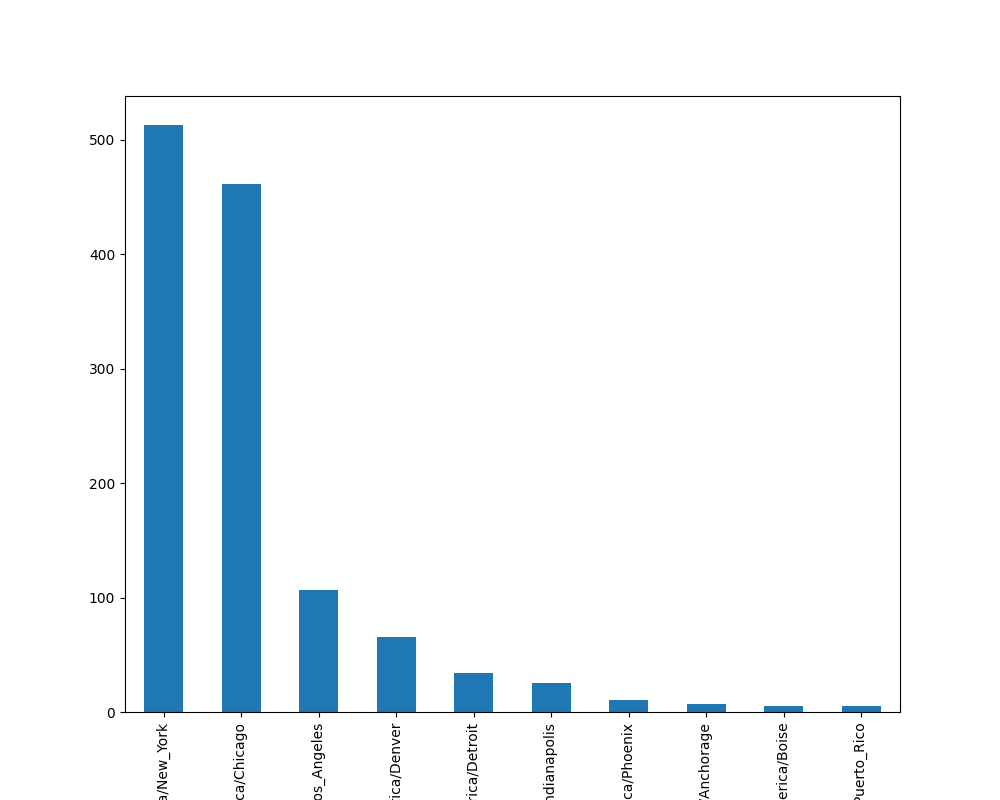 500
400
300
200
100
0
a/New_York
ca/Chicago
os_Angeles
rica/Denver
rica/Detroit
ndianapolis
ca/Phoenix
/Anchorage
erica/Boise
Puerto_Rico